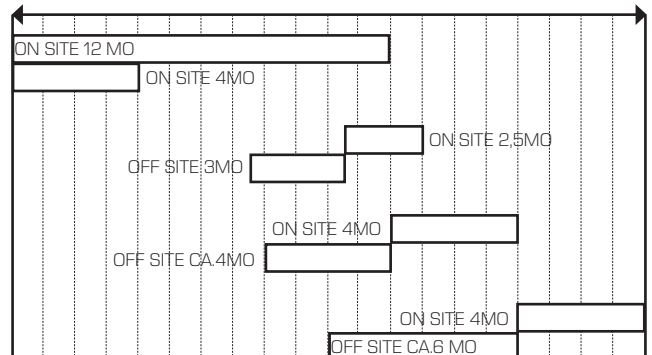 ON SITE 12 MO
ON SITE 4MO
ON SITE 2,5MO
OFF SITE 3MO
ON SITE 4MO
OFF SITE CA.4MO
ON SITE 4MO
OFF SITE CA.6 MO